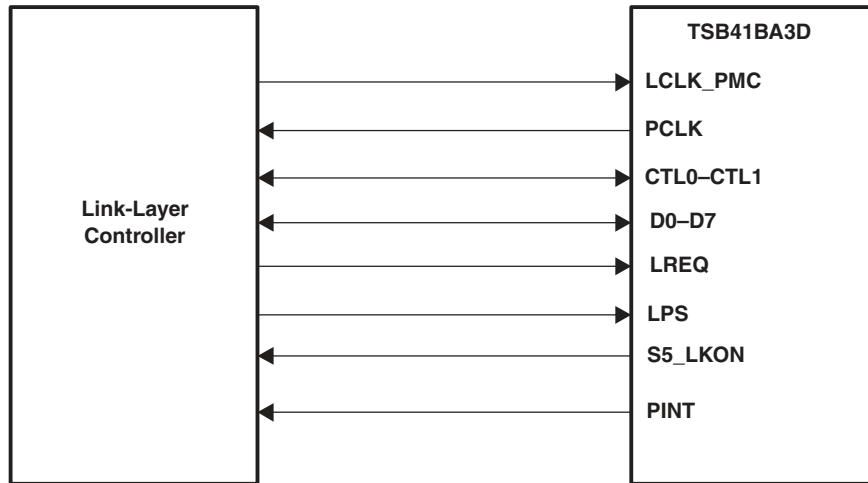 TSB41BA3D
LCLK_PMC
PCLK
CTL0–CTL1
Link-Layer
Controller
D0–D7
LREQ
LPS
S5_LKON
PINT